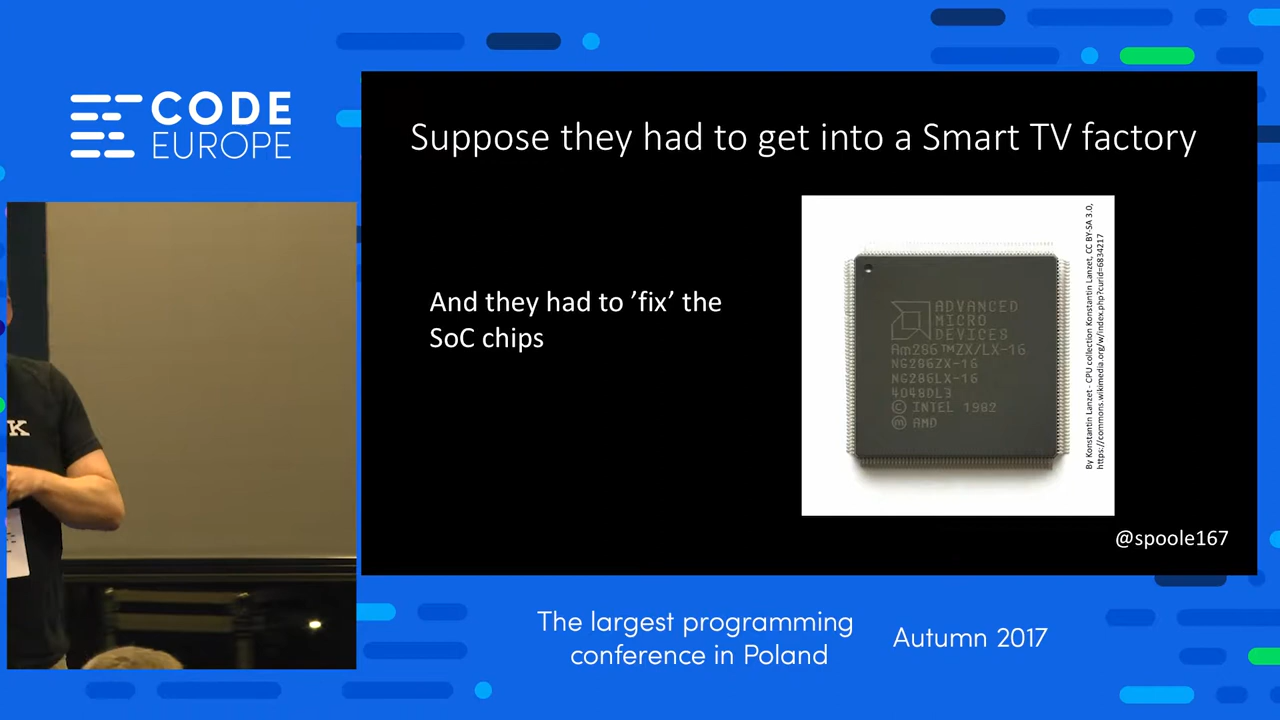 CODE
EUROPE
Suppose they had to get into a Smart TV factory
And they had to ’fix’ the
SoC chips
ADVANCED
MICRO
DEVICES
Am286™ZX/LX-16
NG286ZX-16
NG286LX-16
4048DL3
© INTEL 1982
ⓜ AMD
By Konstantin Lanzet - CPU collection Konstantin Lanzet, CC BY-SA 3.0,
https://commons.wikimedia.org/w/index.php?curid=6834217
@spoole167
K
The largest programming
conference in Poland
Autumn 2017